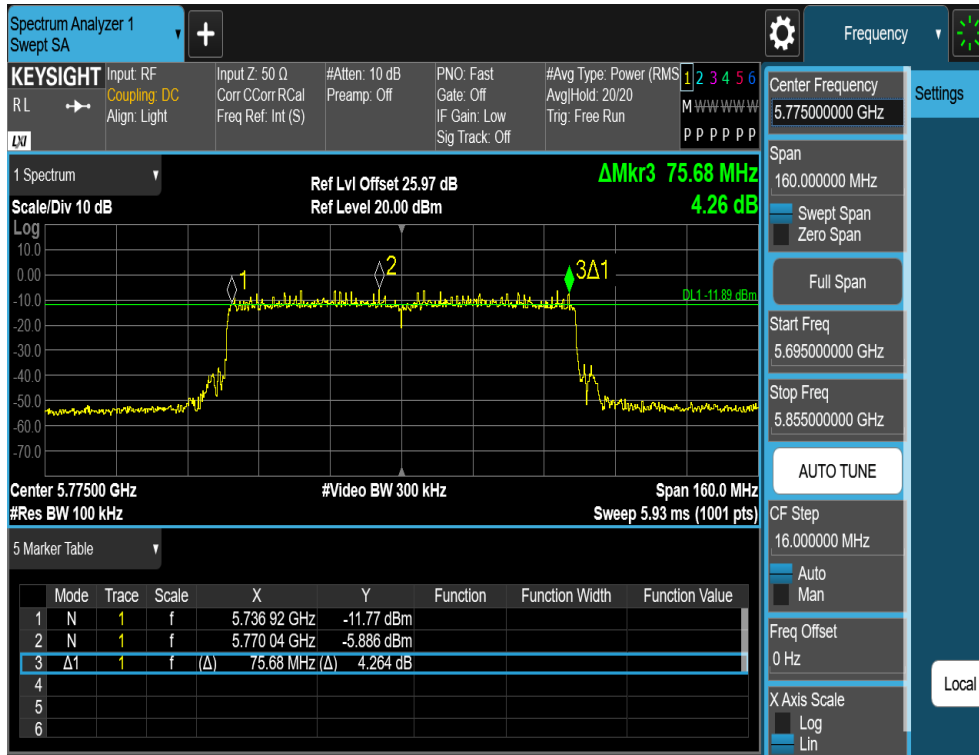 Spectrum Analyzer 1
Swept SA
+
Frequency
KEYSIGHT
R L
LXI
Input: RF
Coupling: DC
Align: Light
Input Z: 50 Ω
Corr CCorr RCal
Freq Ref: Int (S)
#Atten: 10 dB
Preamp: Off
PNO: Fast
Gate: Off
IF Gain: Low
Sig Track: Off
#Avg Type: Power (RMS
Avg|Hold: 20/20
Trig: Free Run
1 2 3 4 5 6
M W W W W W
P P P P P P
Center Frequency
5.775000000 GHz
Settings
1 Spectrum
Scale/Div 10 dB
Ref Lvl Offset 25.97 dB
Ref Level 20.00 dBm
ΔMkr3 75.68 MHz
4.26 dB
Log
10.0
0.00
-10.0
-20.0
-30.0
-40.0
-50.0
-60.0
-70.0
1
2
3Δ1
DL1 -11.89 dBm
Center 5.77500 GHz
#Res BW 100 kHz
#Video BW 300 kHz
Span 160.0 MHz
Sweep 5.93 ms (1001 pts)
Span
160.000000 MHz
Swept Span
Zero Span
Full Span
Start Freq
5.695000000 GHz
Stop Freq
5.855000000 GHz
AUTO TUNE
CF Step
16.000000 MHz
Auto
Man
Freq Offset
0 Hz
X Axis Scale
Log
Lin
Local
5 Marker Table
Mode Trace Scale X Y Function Function Width Function Value
1 N 1 f 5.736 92 GHz -11.77 dBm
2 N 1 f 5.770 04 GHz -5.886 dBm
3 Δ1 1 f (Δ) 75.68 MHz (Δ) 4.264 dB
4
5
6